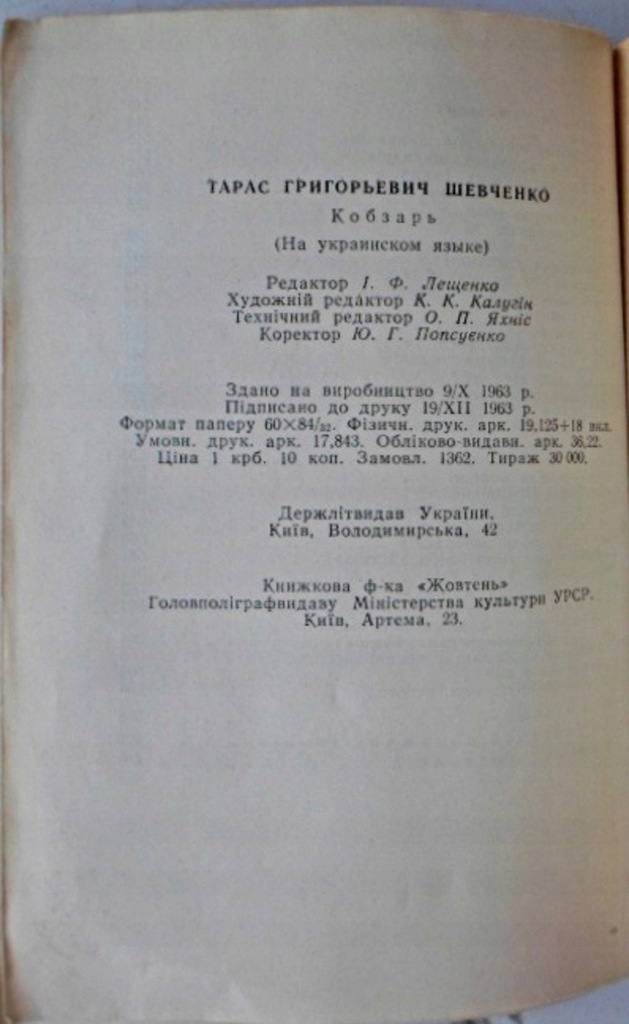 ТАРАС ГРИГОРЬЕВИЧ ШЕВЧЕНКО
Кобзарь
(На украинском языке)
Редактор І. Ф. Лещенко
Художній редактор К. К. Калугін
Технічний редактор О. П. Яхніс
Коректор Ю. Г. Попсуєнко
Здано на виробництво 9/X 1963 р.
Підписано до друку 19/XII 1963 р.
Формат паперу 60×84/32. Фізичн. друк. арк. 19,125+18 вкл.
Умовн. друк. арк. 17,843. Обліково-видавн. арк. 36,22.
Ціна 1 крб. 10 коп. Замовл. 1362. Тираж 30 000.
Держлітвидав України.
Київ, Володимирська, 42
Книжкова ф-ка «Жовтень»
Головполіграфвидаву Міністерства культури УРСР.
Київ, Артема, 23.